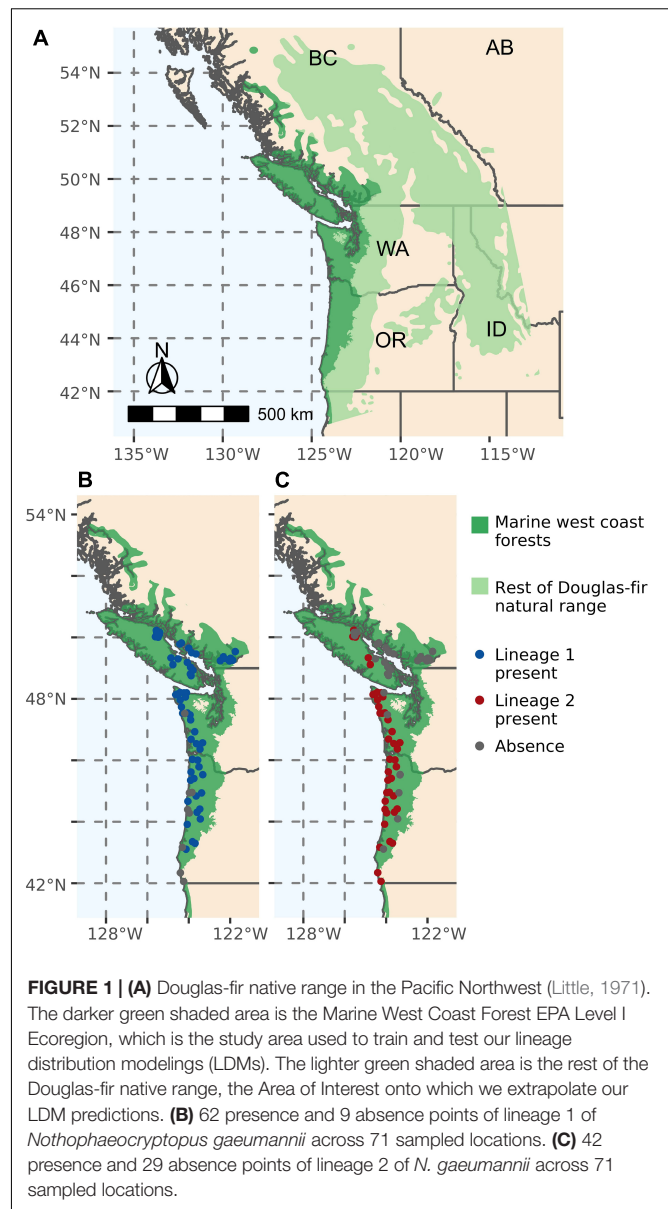 A
BC
AB
54°N
52°N
50°N
48°N
WA
46°N
OR
ID
44°N
N
42°N
500 km
135°W 130°W 125°W 120°W 115°W
B
C
54°N
48°N
42°N
128°W 122°W
128°W 122°W
Marine west coast
forests
Rest of Douglas-fir
natural range
Lineage 1
present
Lineage 2
present
Absence
FIGURE 1 | (A) Douglas-fir native range in the Pacific Northwest (Little, 1971).
The darker green shaded area is the Marine West Coast Forest EPA Level I
Ecoregion, which is the study area used to train and test our lineage
distribution modelings (LDMs). The lighter green shaded area is the rest of the
Douglas-fir native range, the Area of Interest onto which we extrapolate our
LDM predictions. (B) 62 presence and 9 absence points of lineage 1 of
Nothophaeocryptopus gaeumannii across 71 sampled locations. (C) 42
presence and 29 absence points of lineage 2 of N. gaeumannii across 71
sampled locations.